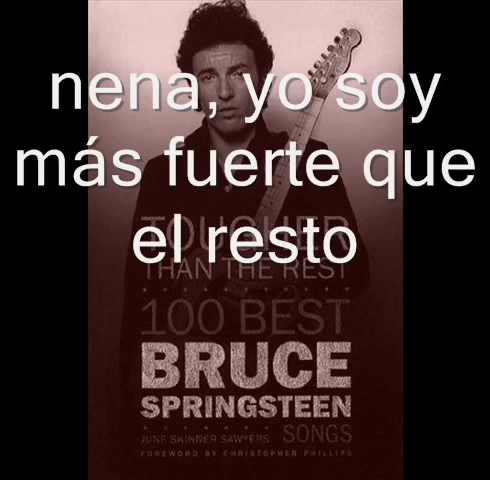 nena, yo soy
más fuerte que
el resto
TOUGHER
THAN THE REST
100 BEST
BRUCE
SPRINGSTEEN
JUNE SKINNER SAWYERS SONGS
FOREWORD BY CHRISTOPHER PHILLIPS